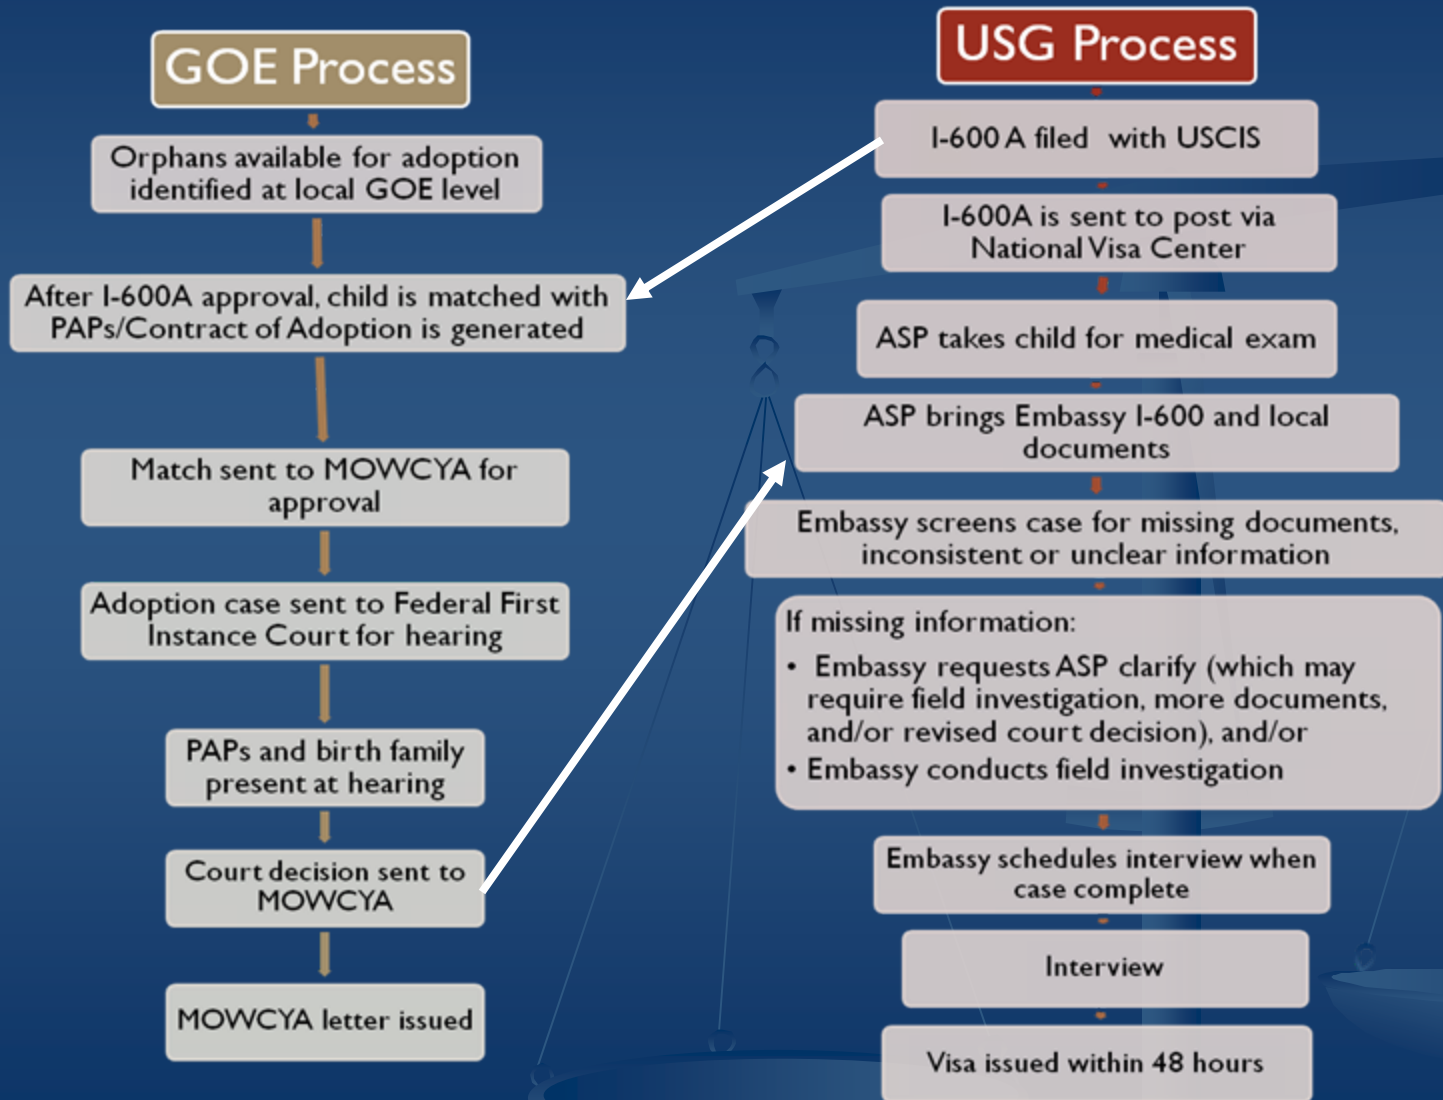 GOE Process
Orphans available for adoption
identified at local GOE level
After I-600A approval, child is matched with
PAPs/Contract of Adoption is generated
Match sent to MOWCYA for
approval
Adoption case sent to Federal First
Instance Court for hearing
PAPs and birth family
present at hearing
Court decision sent to
MOWCYA
MOWCYA letter issued
USG Process
I-600 A filed with USCIS
I-600A is sent to post via
National Visa Center
ASP takes child for medical exam
ASP brings Embassy I-600 and local
documents
Embassy screens case for missing documents,
inconsistent or unclear information
If missing information:
• Embassy requests ASP clarify (which may
require field investigation, more documents,
and/or revised court decision), and/or
• Embassy conducts field investigation
Embassy schedules interview when
case complete
Interview
Visa issued within 48 hours